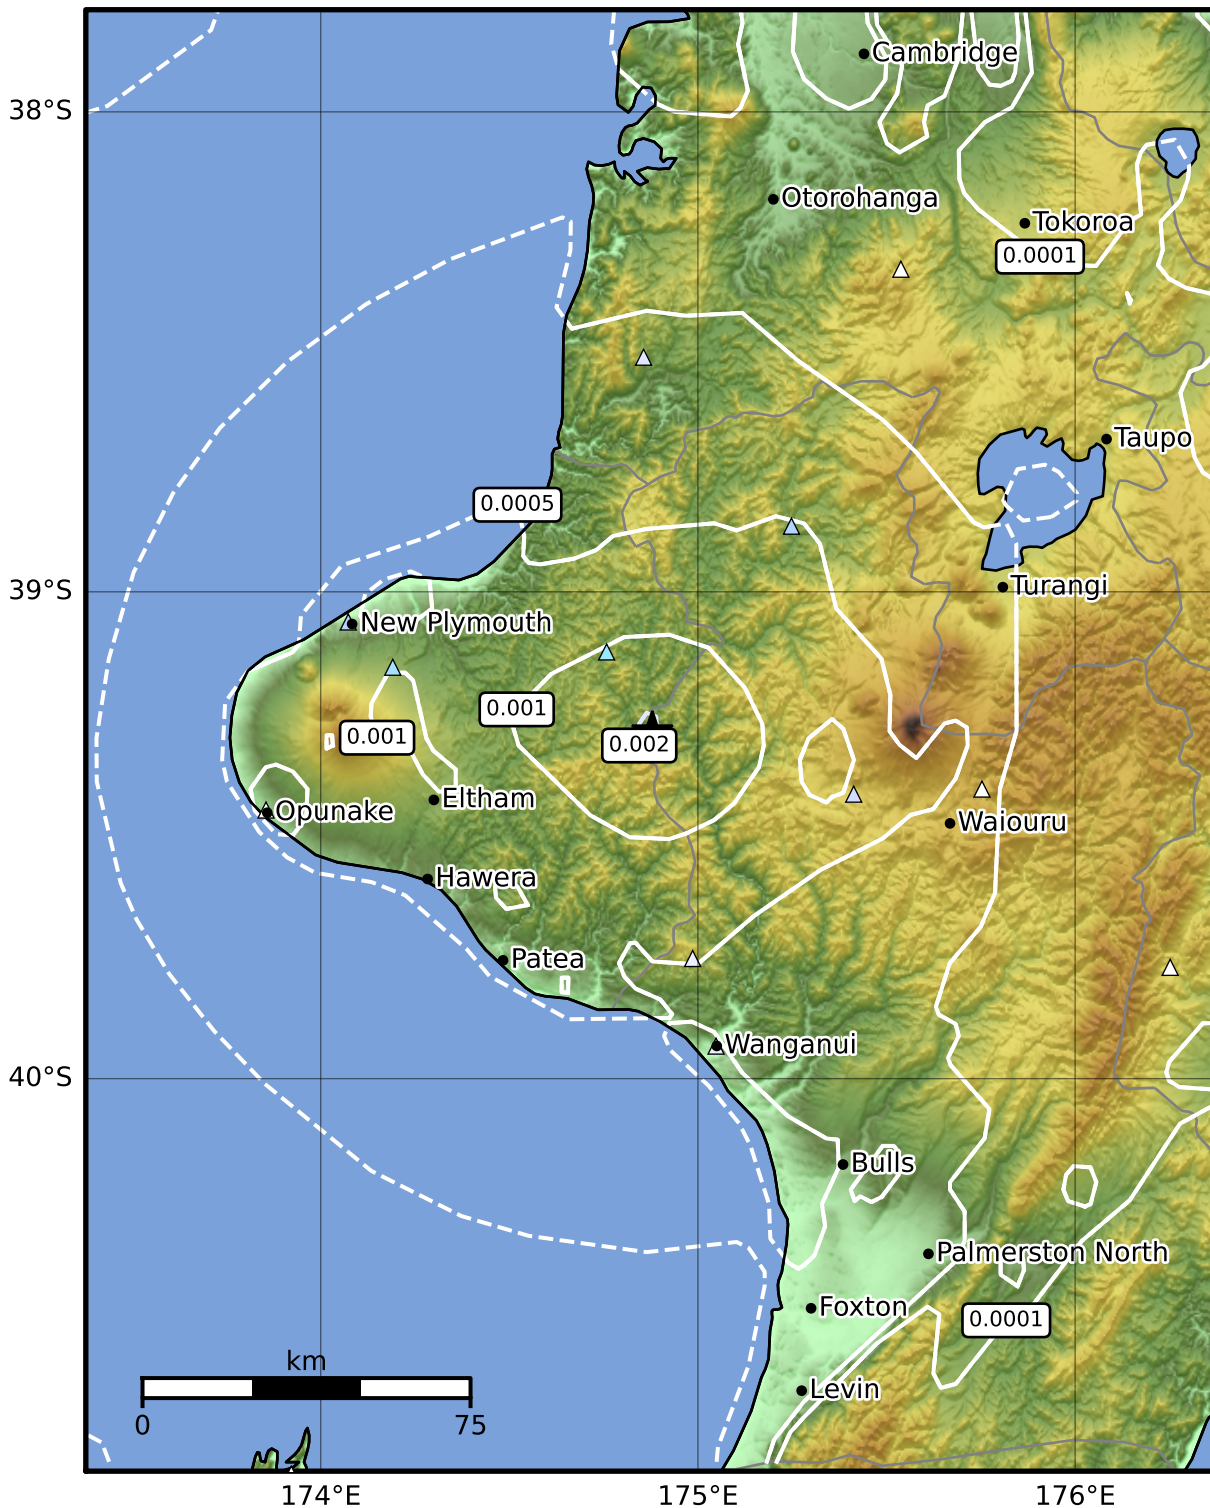 Cambridge
38°S
Otorohanga
Tokoroa
0.0001
Taupo
0.0005
39°S
Turangi
New Plymouth
0.001
0.001
0.002
Eltham
Opunake
Waiouru
Hawera
Patea
Wanganui
40°S
Bulls
Palmerston North
Foxton
0.0001
km
Levin
0
75
174°E
175°E
176°E